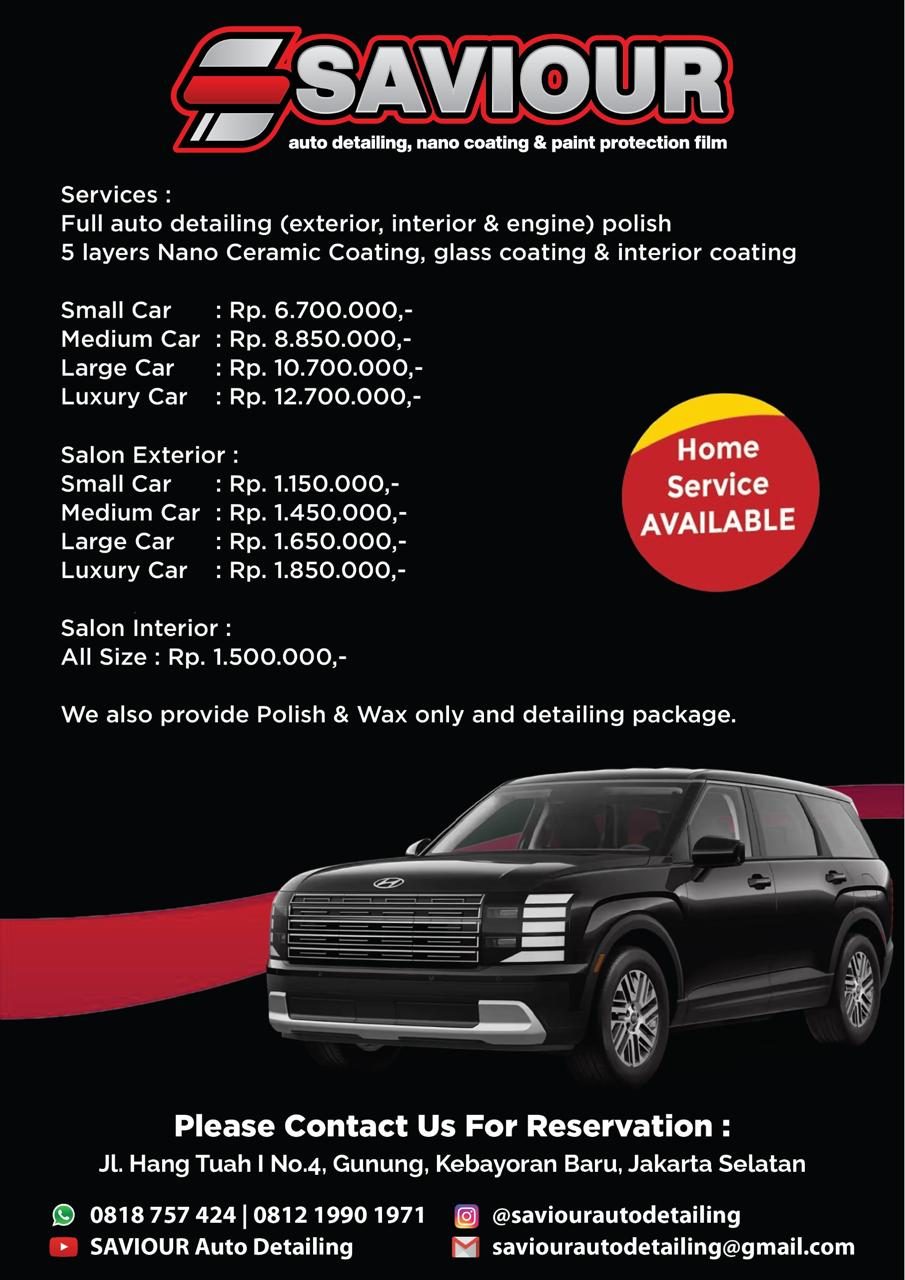 SAVIOUR
auto detailing, nano coating & paint protection film
Services :
Full auto detailing (exterior, interior & engine) polish
5 layers Nano Ceramic Coating, glass coating & interior coating
Small Car : Rp. 6.700.000,-
Medium Car : Rp. 8.850.000,-
Large Car : Rp. 10.700.000,-
Luxury Car : Rp. 12.700.000,-
Salon Exterior :
Small Car : Rp. 1.150.000,-
Medium Car : Rp. 1.450.000,-
Large Car : Rp. 1.650.000,-
Luxury Car : Rp. 1.850.000,-
Home
Service
AVAILABLE
Salon Interior :
All Size : Rp. 1.500.000,-
We also provide Polish & Wax only and detailing package.
Please Contact Us For Reservation :
Jl. Hang Tuah I No.4, Gunung, Kebayoran Baru, Jakarta Selatan
0818 757 424 | 0812 1990 1971
@saviourautodetailing
SAVIOUR Auto Detailing
saviourautodetailing@gmail.com